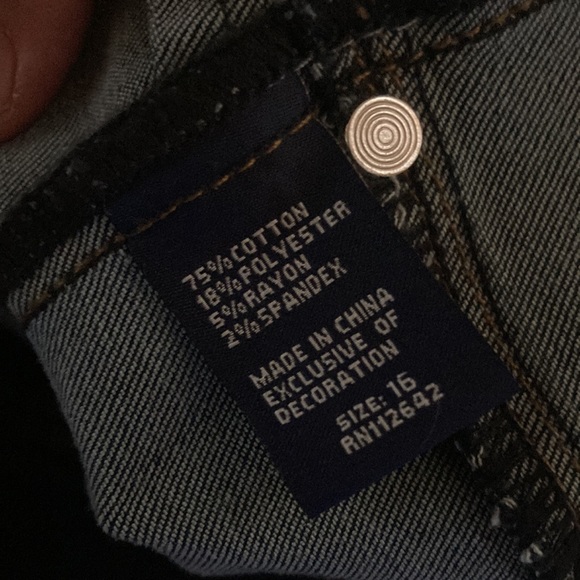 75% COTTON
18% POLYESTER
5% RAYON
2% SPANDEX
MADE IN CHINA
EXCLUSIVE OF
DECORATION
SIZE: 16
RN112642